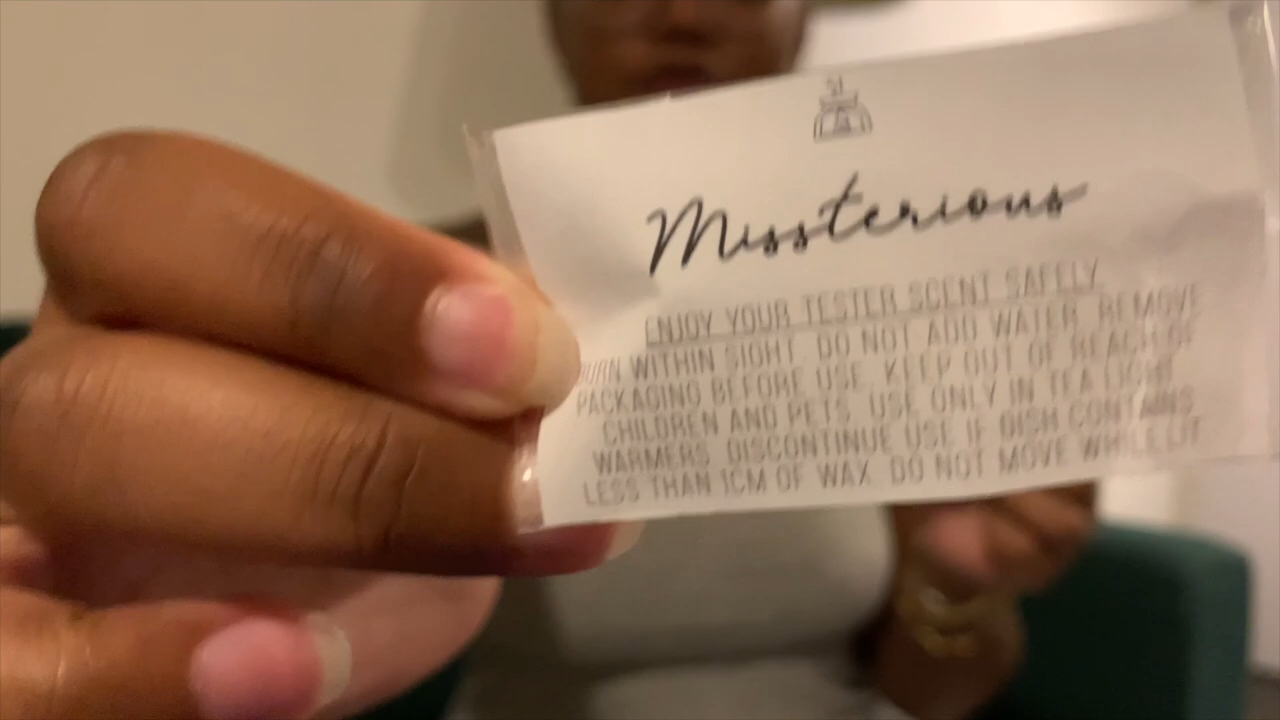 Missterious
ENJOY YOUR TESTER SCENT SAFELY
BURN WITHIN SIGHT. DO NOT ADD WATER. REMOVE
PACKAGING BEFORE USE. KEEP OUT OF REACH OF
CHILDREN AND PETS. USE ONLY IN TEA LIGHT
WARMERS. DISCONTINUE USE IF DISH CONTAINS
LESS THAN 1CM OF WAX. DO NOT MOVE WHILE LIT